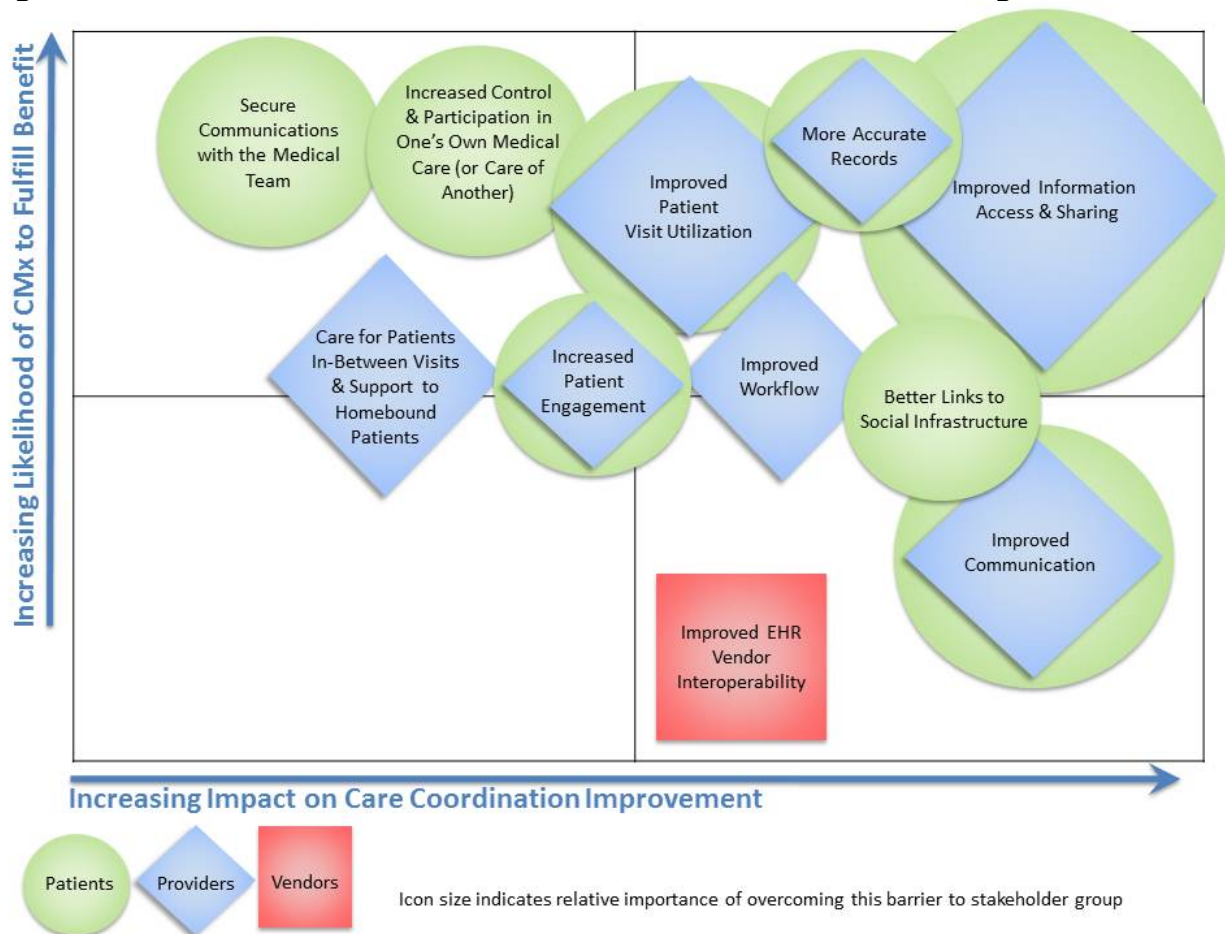 Increasing Likelihood of CMx to Fulfill Benefit
Secure
Communications
with the Medical
Team
Increased Control
& Participation in
One's Own Medical
Care (or Care of
Another)
Improved
Patient
Visit Utilization
More Accurate
Records
Improved Information
Access & Sharing
Care for Patients
In-Between Visits
& Support to
Homebound
Patients
Increased
Patient
Engagement
Improved
Workflow
Better Links to
Social Infrastructure
Improved
Communication
Improved EHR
Vendor
Interoperability
Increasing Impact on Care Coordination Improvement
Patients
Providers
Vendors
Icon size indicates relative importance of overcoming this barrier to stakeholder group